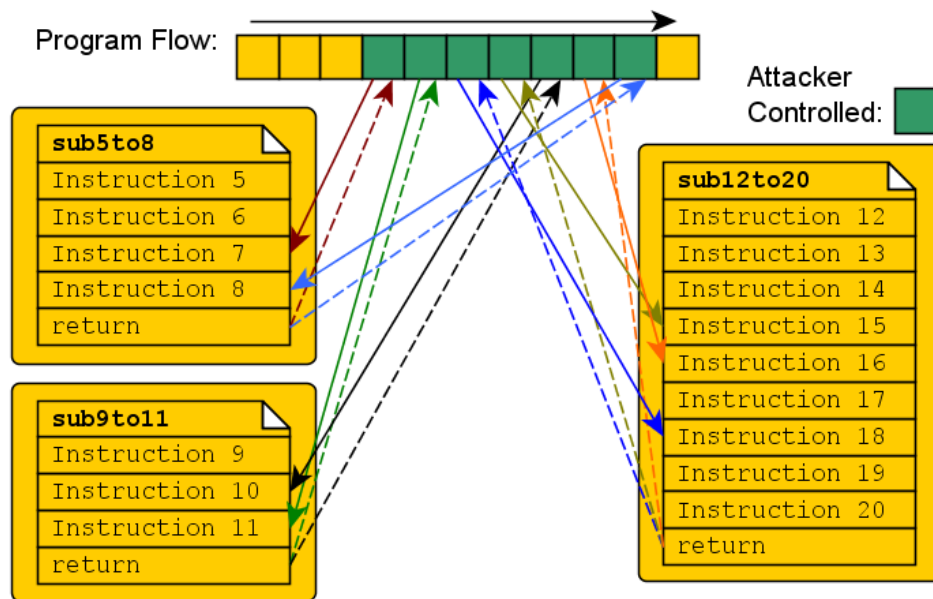 Program Flow:
Attacker
Controlled:
sub5to8
Instruction 5
Instruction 6
Instruction 7
Instruction 8
return
sub9to11
Instruction 9
Instruction 10
Instruction 11
return
sub12to20
Instruction 12
Instruction 13
Instruction 14
Instruction 15
Instruction 16
Instruction 17
Instruction 18
Instruction 19
Instruction 20
return